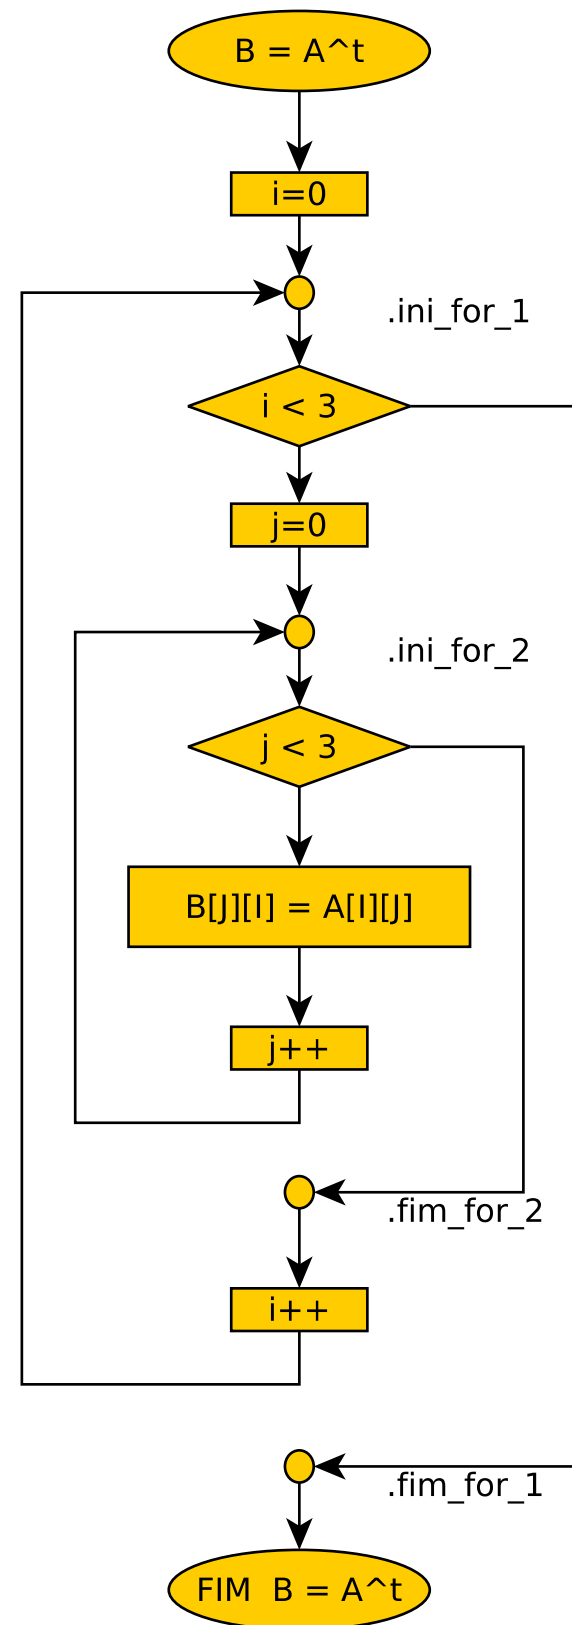 B = A^t
i=0
.ini_for_1
i < 3
j=0
.ini_for_2
j < 3
B[J][I] = A[I][J]
j++
.fim_for_2
i++
.fim_for_1
FIM  B = A^t